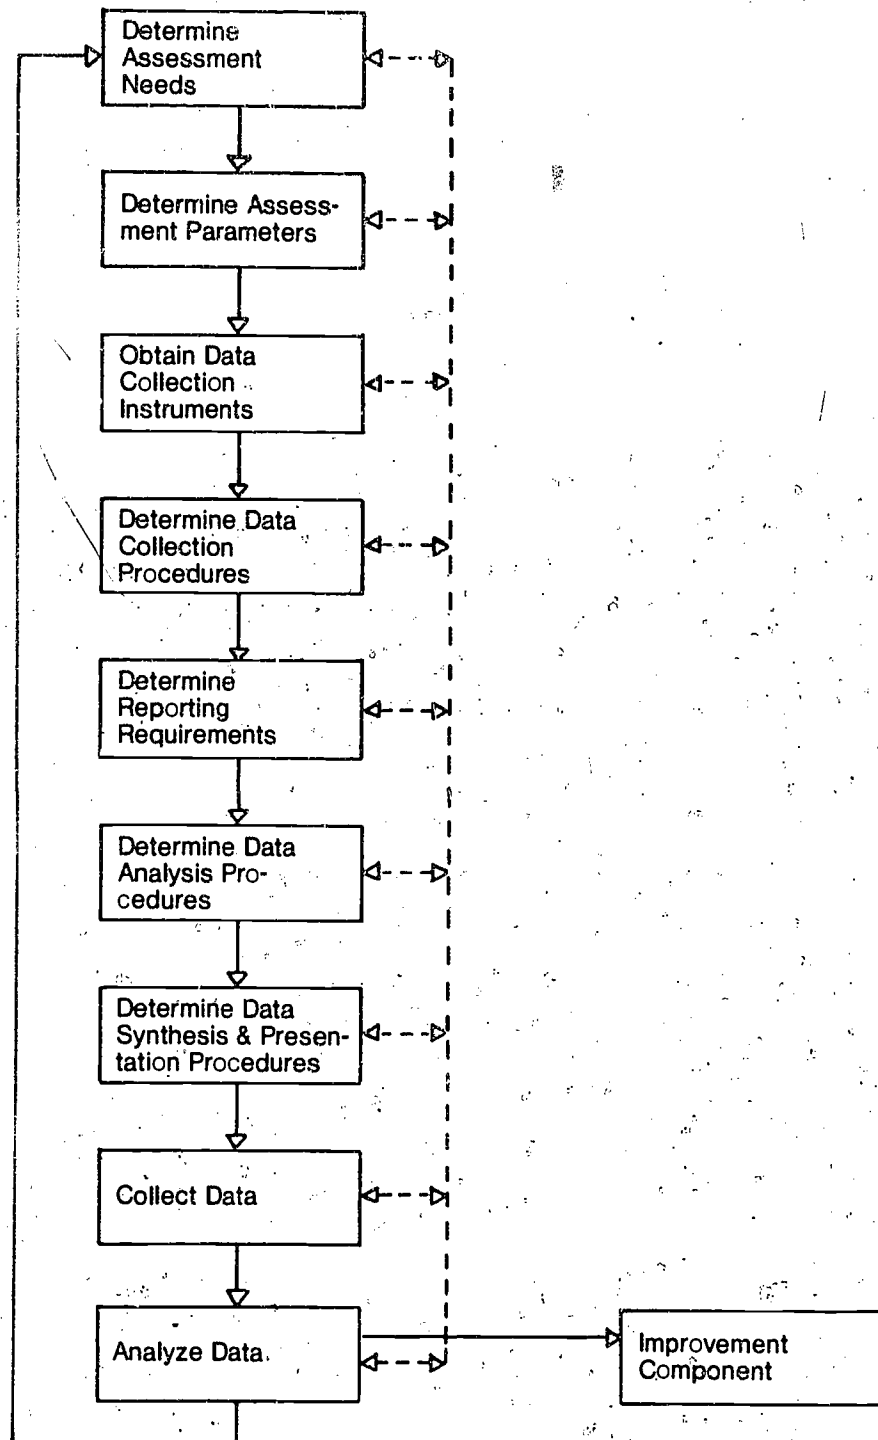 Determine
Assessment
Needs
Determine Assess-
ment Parameters
Obtain Data
Collection
Instruments
Determine Data
Collection
Procedures
Determine
Reporting
Requirements
Determine Data
Analysis Pro-
cedures
Determine Data
Synthesis & Presen-
tation Procedures
Collect Data
Analyze Data
Improvement
Component